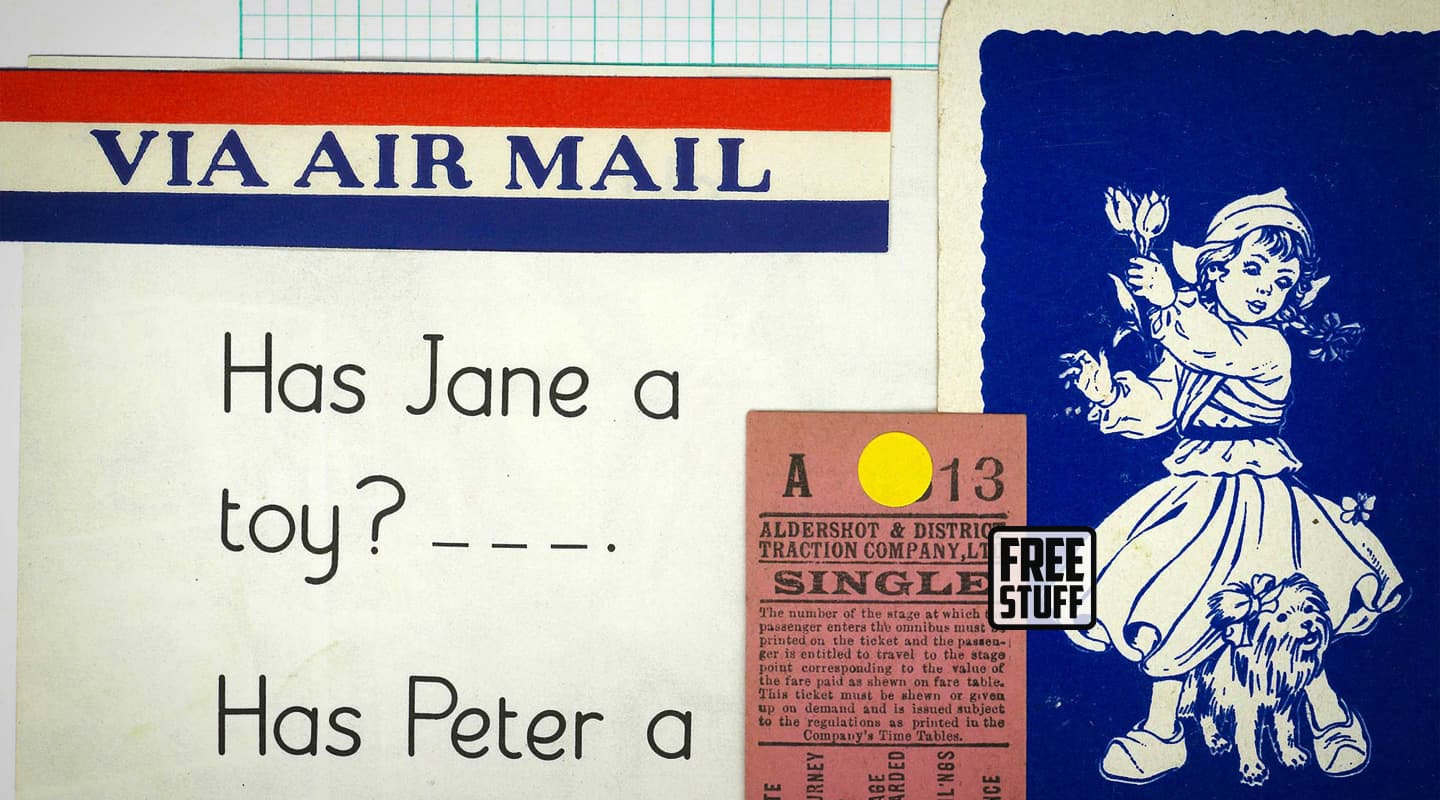 VIA AIR MAIL
Has Jane a
toy? _ _ _.
Has Peter a
A 13
ALDERSHOT & DISTRICT
TRACTION COMPANY, LT
SINGLE
The number of the stage at which
passenger enters the omnibus must be
printed on the ticket and the passen-
ger is entitled to travel to the stage
point corresponding to the value of
the fare paid as shewn on fare table.
This ticket must be shewn or given
up on demand and is issued subject
to the regulations as printed in the
Company's Time Tables.
FREE
STUFF